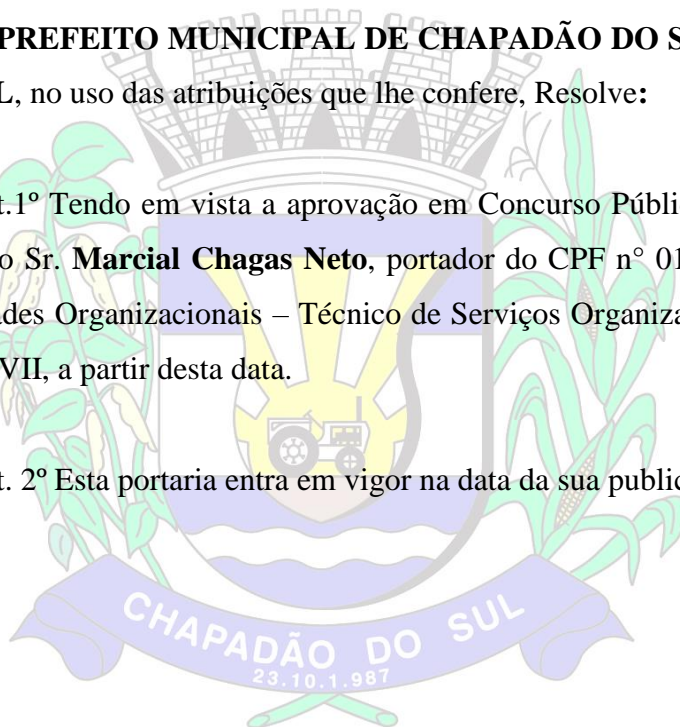 PREFEITO MUNICIPAL DE CHAPADÃO DO S
L, no uso das atribuições que lhe confere, Resolve:
t.1º Tendo em vista a aprovação em Concurso Públi
o Sr. Marcial Chagas Neto, portador do CPF n° 01
des Organizacionais – Técnico de Serviços Organiza
VII, a partir desta data.
t. 2º Esta portaria entra em vigor na data da sua public
CHAPADÃO DO SUL
23.10.1.987